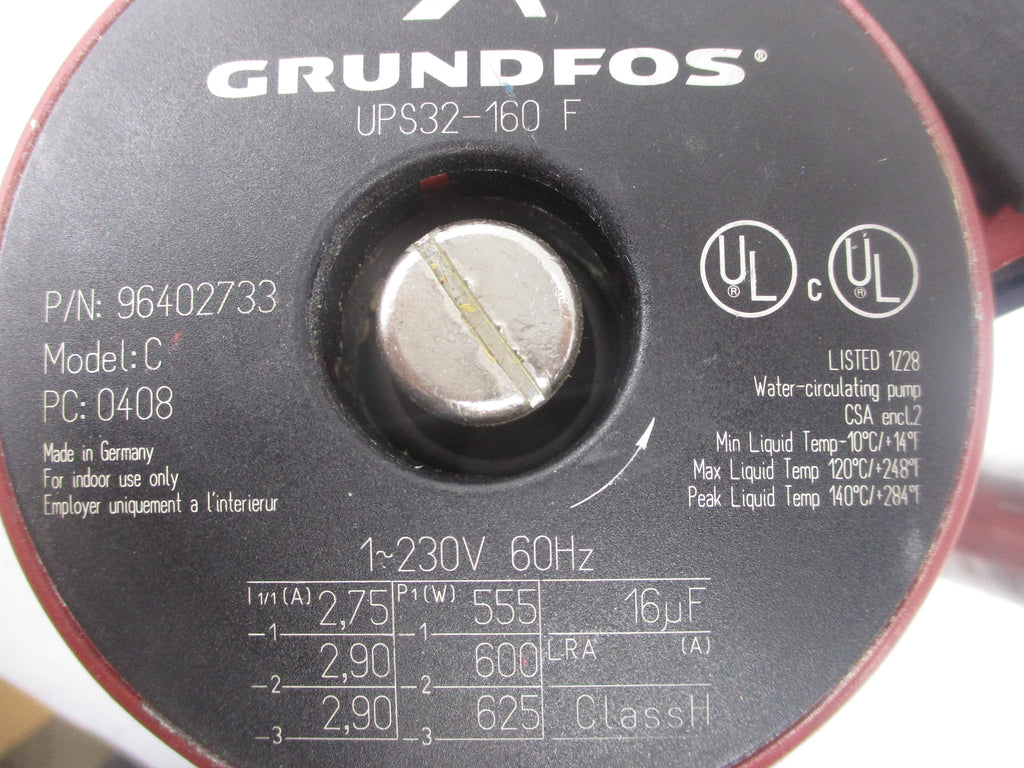 GRUNDFOS®
UPS32-160 F
P/N: 96402733
Model: C
PC: 0408
Made in Germany
For indoor use only
Employer uniquement a l'interierur
UL® c UL®
LISTED 1Z28
Water-circulating pump
CSA encl.2
Min Liquid Temp-10°C/+14°F
Max Liquid Temp 120°C/+248°F
Peak Liquid Temp 140°C/+284°F
1~230V 60Hz
I 1/1 (A) 2,75 P1(W) 555 16µF
1 1
2,90 600 LRA (A)
2 2
2,90 625 ClassH
3 3